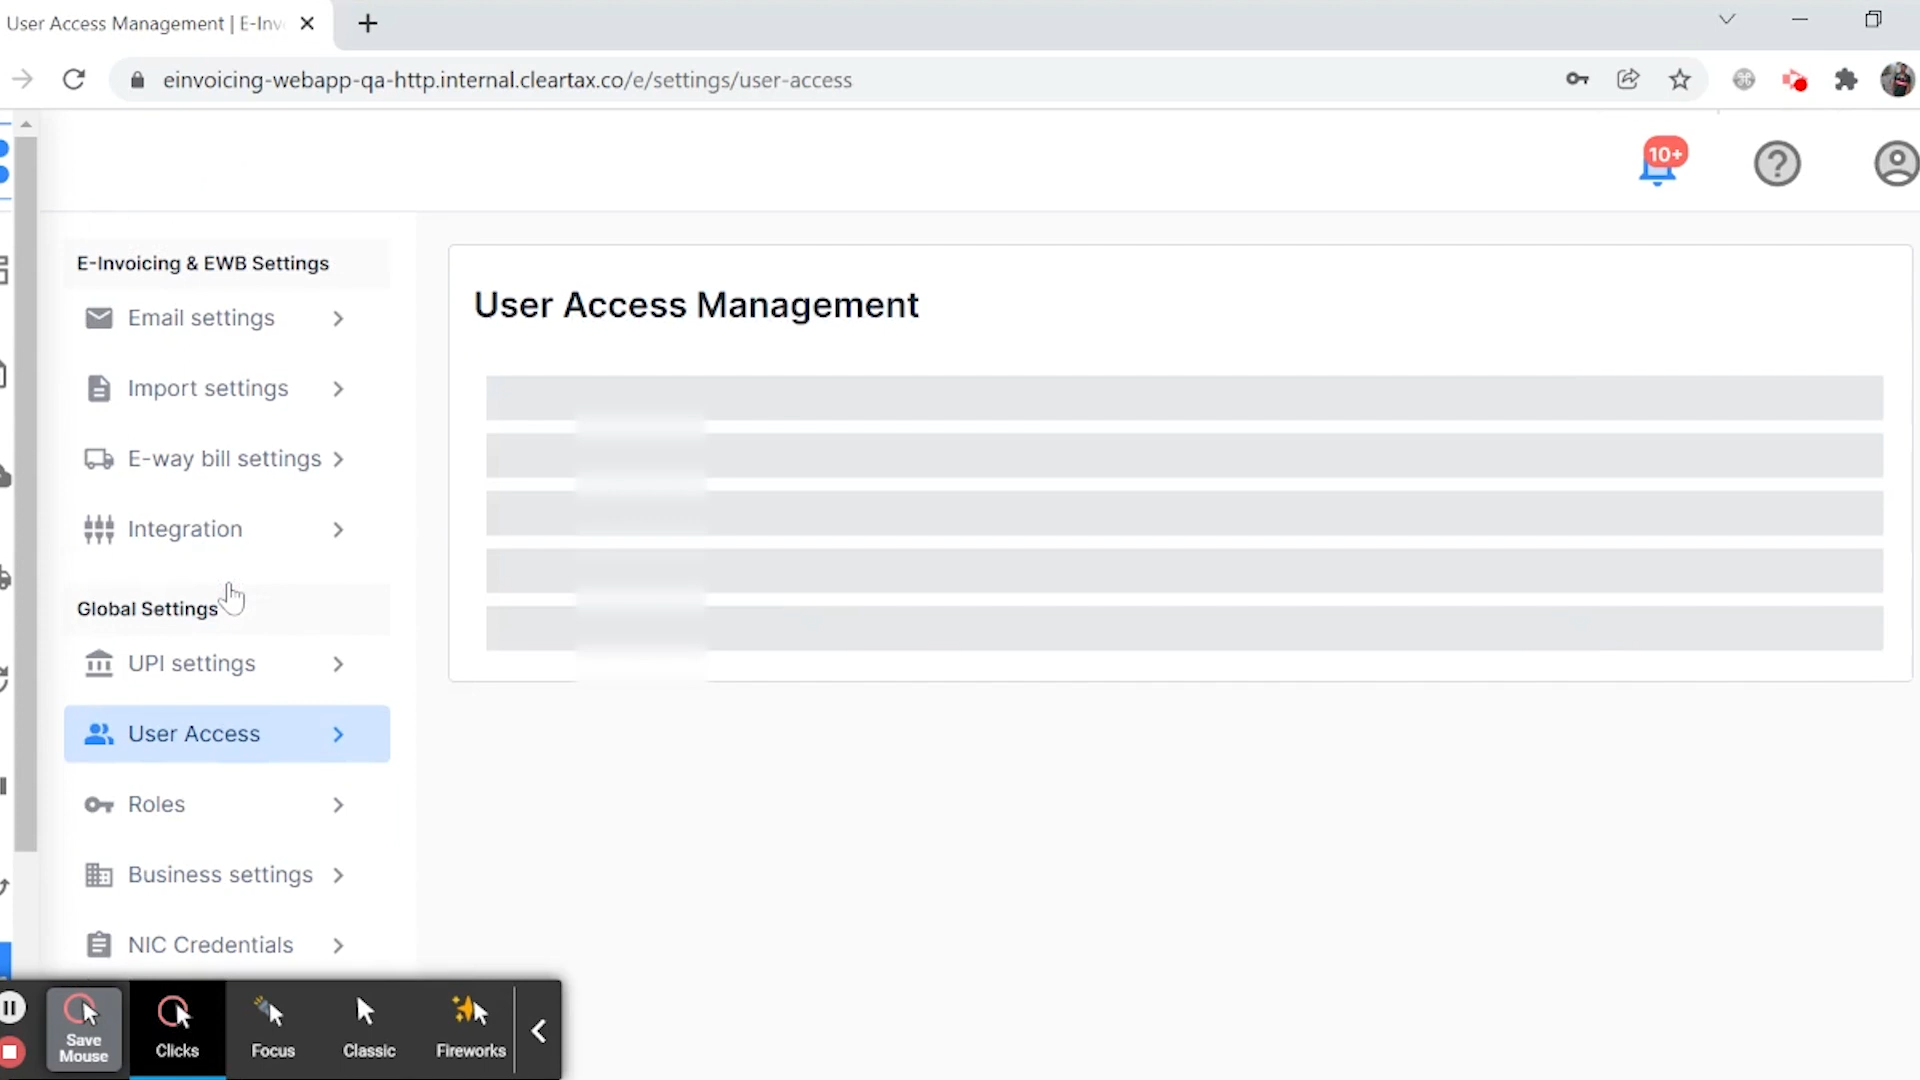 User Access Management | E-Inv
einvoicing-webapp-qa-http.internal.cleartax.co/e/settings/user-access
10+
E-Invoicing & EWB Settings
Email settings
Import settings
E-way bill settings
Integration
Global Settings
UPI settings
User Access
Roles
Business settings
NIC Credentials
User Access Management
Save
Mouse
Clicks
Focus
Classic
Fireworks